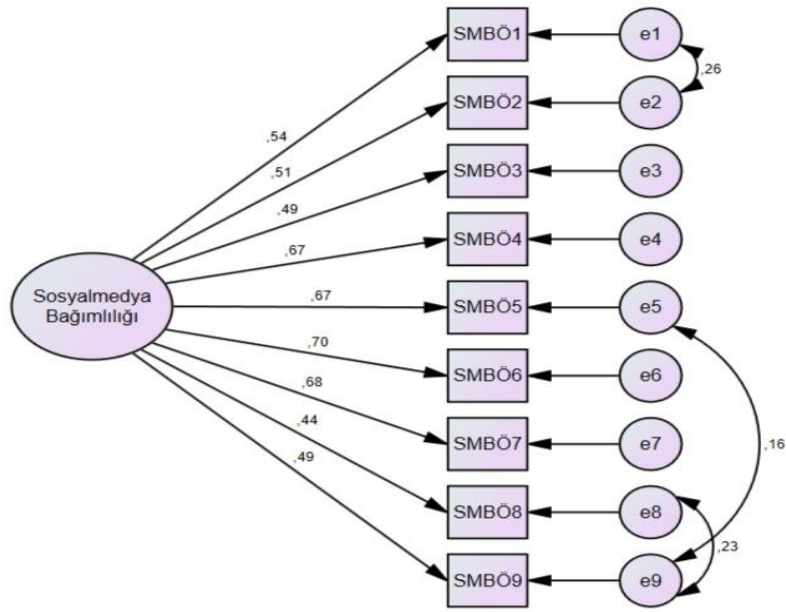 SMBÖ1
e1
,26
SMBÖ2
e2
,54
,51
SMBÖ3
e3
,49
SMBÖ4
e4
,67
Sosyalmedya
Bağımlılığı
,67
SMBÖ5
e5
,70
SMBÖ6
e6
,68
SMBÖ7
e7
,16
,44
,49
SMBÖ8
e8
,23
SMBÖ9
e9